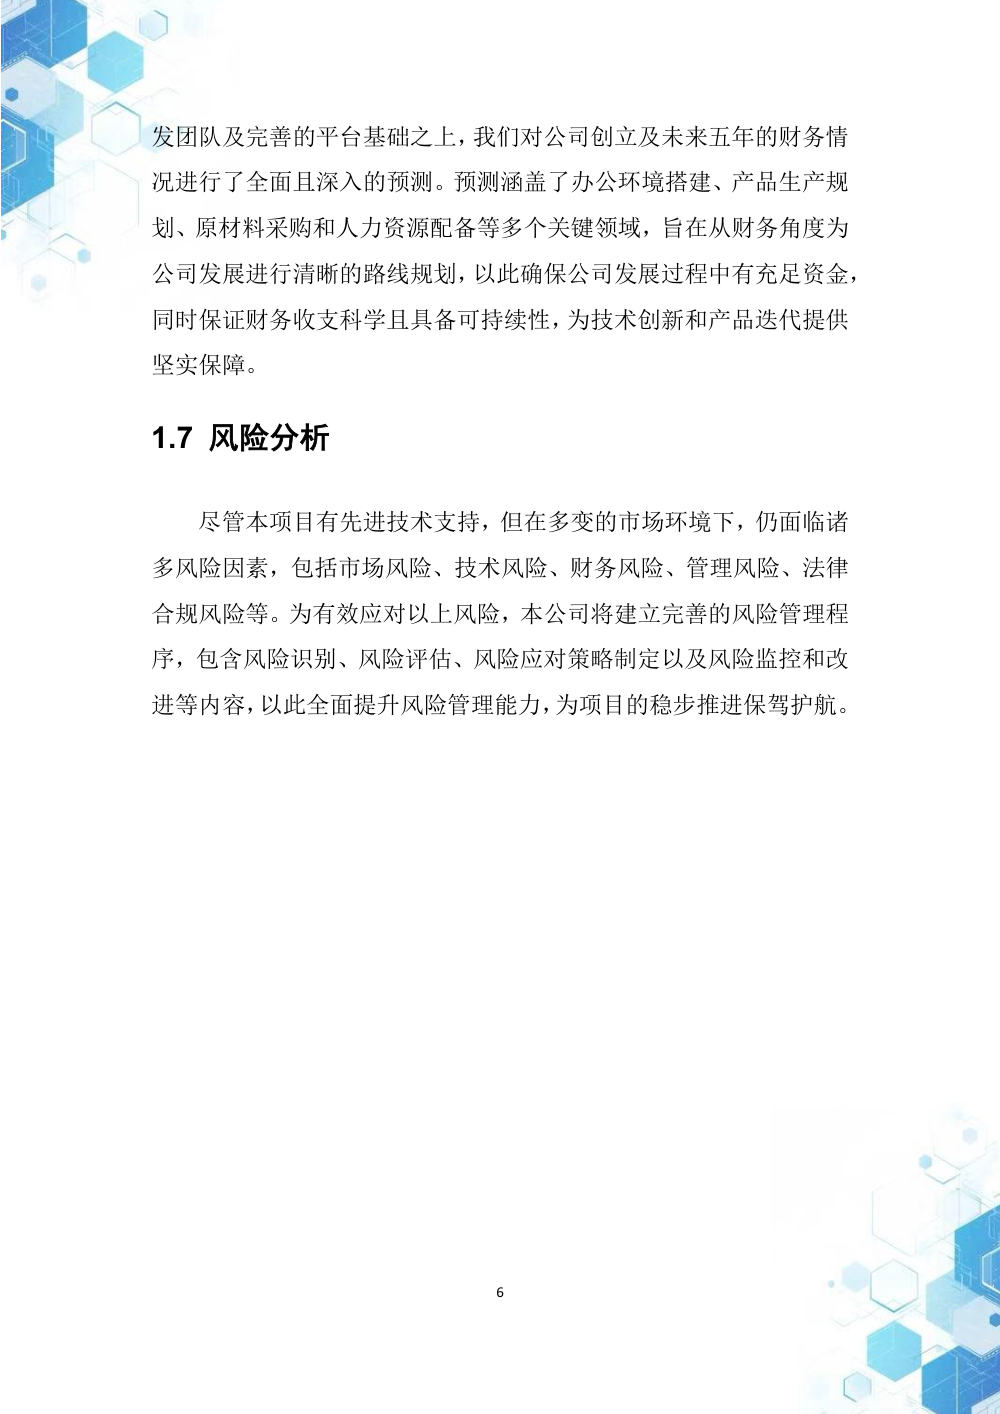 发团队及完善的平台基础之上，我们对公司创立及未来五年的财务情
况进行了全面且深入的预测。预测涵盖了办公环境搭建、产品生产规
划、原材料采购和人力资源配备等多个关键领域，旨在从财务角度为
公司发展进行清晰的路线规划，以此确保公司发展过程中有充足资金，
同时保证财务收支科学且具备可持续性，为技术创新和产品迭代提供
坚实保障。
1.7 风险分析
尽管本项目有先进技术支持，但在多变的市场环境下，仍面临诸
多风险因素，包括市场风险、技术风险、财务风险、管理风险、法律
合规风险等。为有效应对以上风险，本公司将建立完善的风险管理程
序，包含风险识别、风险评估、风险应对策略制定以及风险监控和改
进等内容，以此全面提升风险管理能力，为项目的稳步推进保驾护航。
6